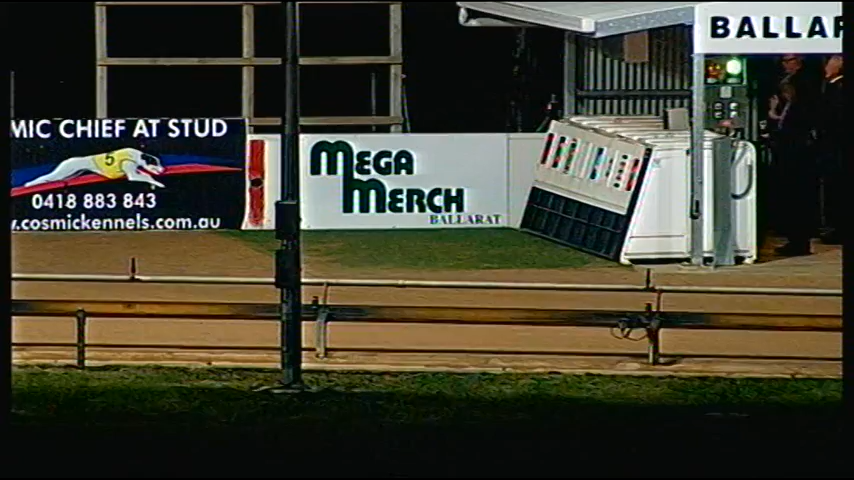 BALLAR
MIC CHIEF AT STUD
5
0418 883 843
.cosmickennels.com.au
MEGA
MERCH
BALLARAT